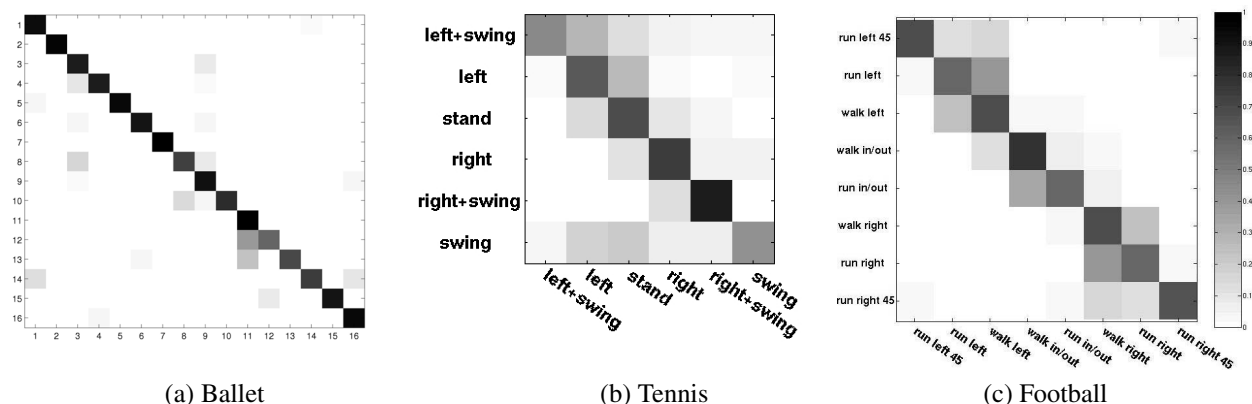 1
2
3
4
5
6
7
8
9
10
11
12
13
14
15
16
1 2 3 4 5 6 7 8 9 10 11 12 13 14 15 16
(a) Ballet
left+swing
left
stand
right
right+swing
swing
left+swing left stand right right+swing swing
(b) Tennis
run left 45
run left
walk left
walk in/out
run in/out
walk right
run right
run right 45
run left 45 run left walk left walk in/out run in/out walk right run right run right 45
(c) Football
1
0.9
0.8
0.7
0.6
0.5
0.4
0.3
0.2
0.1
0